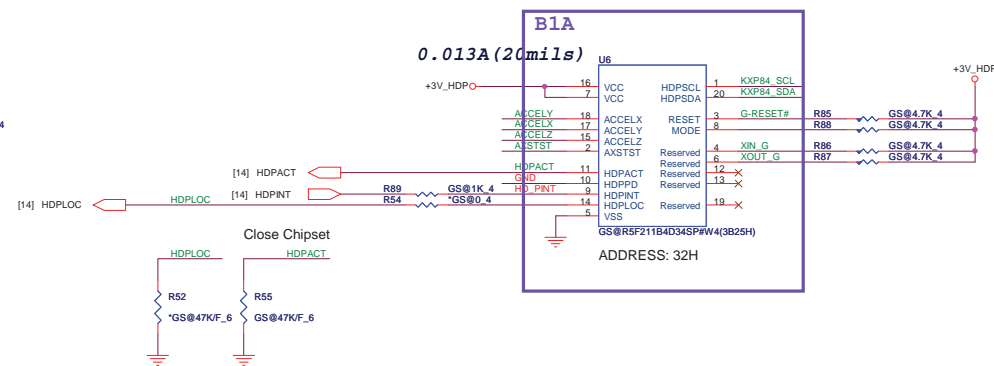 B1A
0.013A(20mils)
U6
+3V_HDP
16 VCC HDPSCL 1 KXP84_SCL
7 VCC HDPSDA 20 KXP84_SDA
ACCELY 18 ACCELX RESET 3 G-RESET# R85 GS@4.7K_4
ACCELX 17 ACCELY MODE 8 R88 GS@4.7K_4
ACCELZ 15 ACCELZ
AXSTST 2 AXSTST Reserved 4 XIN_G R86 GS@4.7K_4
Reserved 6 XOUT_G R87 GS@4.7K_4
[14] HDPACT HDPACT 11 HDPACT Reserved 12
GND 10 HDPPD Reserved 13
[14] HDPINT R89 GS@1K_4 HD_PINT 9 HDPINT
[14] HDPLOC HDPLOC R54 *GS@0_4 14 HDPLOC Reserved 19
5 VSS
GS@R5F211B4D34SP#W4(3B25H)
ADDRESS: 32H
Close Chipset
HDPLOC HDPACT
R52 R55
*GS@47K/F_6 GS@47K/F_6